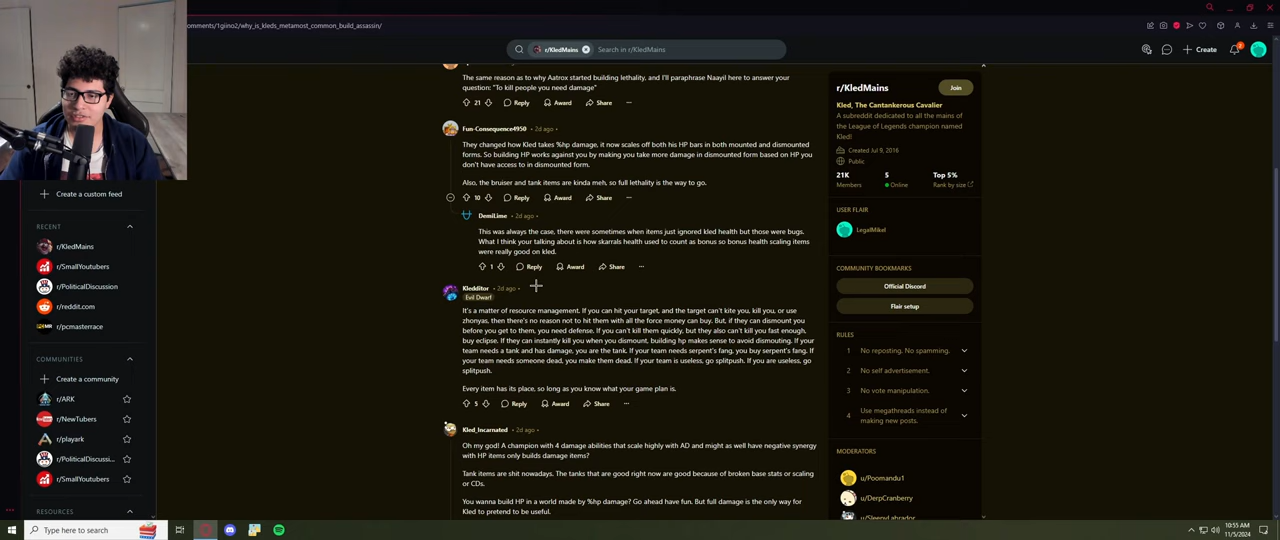 omments/1giino2/why_is_kleds_metamost_common_build_assassin/
r/KledMains
Search in r/KledMains
Create
2
Create a custom feed
RECENT
r/KledMains
r/SmallYoutubers
r/PoliticalDiscussion
r/reddit.com
r/pcmasterrace
COMMUNITIES
Create a community
r/ARK
r/NewTubers
r/playark
r/PoliticalDiscussi...
r/SmallYoutubers
RESOURCES
The same reason as to why Aatrox started building lethality, and I'll paraphrase Naayil here to answer your
question: "To kill people you need damage"
21 Reply Award Share ...
Fun-Consequence4950 • 2d ago •
They changed how Kled takes %hp damage, it now scales off both his HP bars in both mounted and dismounted
forms. So building HP works against you by making you take more damage in dismounted form based on HP you
don't have access to in dismounted form.
Also, the bruiser and tank items are kinda meh, so full lethality is the way to go.
10 Reply Award Share ...
DemiLime • 2d ago •
This was always the case, there were sometimes when items just ignored kled health but those were bugs.
What I think your talking about is how skarrals health used to count as bonus so bonus health scaling items
were really good on kled.
1 Reply Award Share ...
Kledditor • 2d ago •
Evil Dwarf
It's a matter of resource management. If you can hit your target, and the target can't kite you, kill you, or use
zhonyas, then there's no reason not to hit them with all the force money can buy. But, if they can dismount you
before you get to them, you need defense. If you can't kill them quickly, but they also can't kill you fast enough,
buy eclipse. If they can instantly kill you when you dismount, building hp makes sense to avoid dismouting. If your
team needs a tank and has damage, you are the tank. If your team needs serpent's fang, you buy serpent's fang. If
your team needs someone dead, you make them dead. If your team is useless, go splitpush. If you are useless, go
splitpush.
Every item has its place, so long as you know what your game plan is.
5 Reply Award Share ...
Kled_Incarnated • 2d ago •
Oh my god! A champion with 4 damage abilities that scale highly with AD and might as well have negative synergy
with HP items only builds damage items?
Tank items are shit nowadays. The tanks that are good right now are good because of broken base stats or scaling
or CDs.
You wanna build HP in a world made by %hp damage? Go ahead have fun. But full damage is the only way for
Kled to pretend to be useful.
r/KledMains
Join
Kled, The Cantankerous Cavalier
A subreddit dedicated to all the mains of
the League of Legends champion named
Kled!
Created Jul 9, 2016
Public
21K 5 Top 5%
Members Online Rank by size
USER FLAIR
LegalMikol
COMMUNITY BOOKMARKS
Official Discord
Flair setup
RULES
1 No reposting. No spamming.
2 No self advertisement.
3 No vote manipulation.
4 Use megathreads instead of
making new posts.
MODERATORS
u/Poomandu1
u/DerpCranberry
u/SleepyLabrador
Type here to search
10:55 AM
11/5/2024